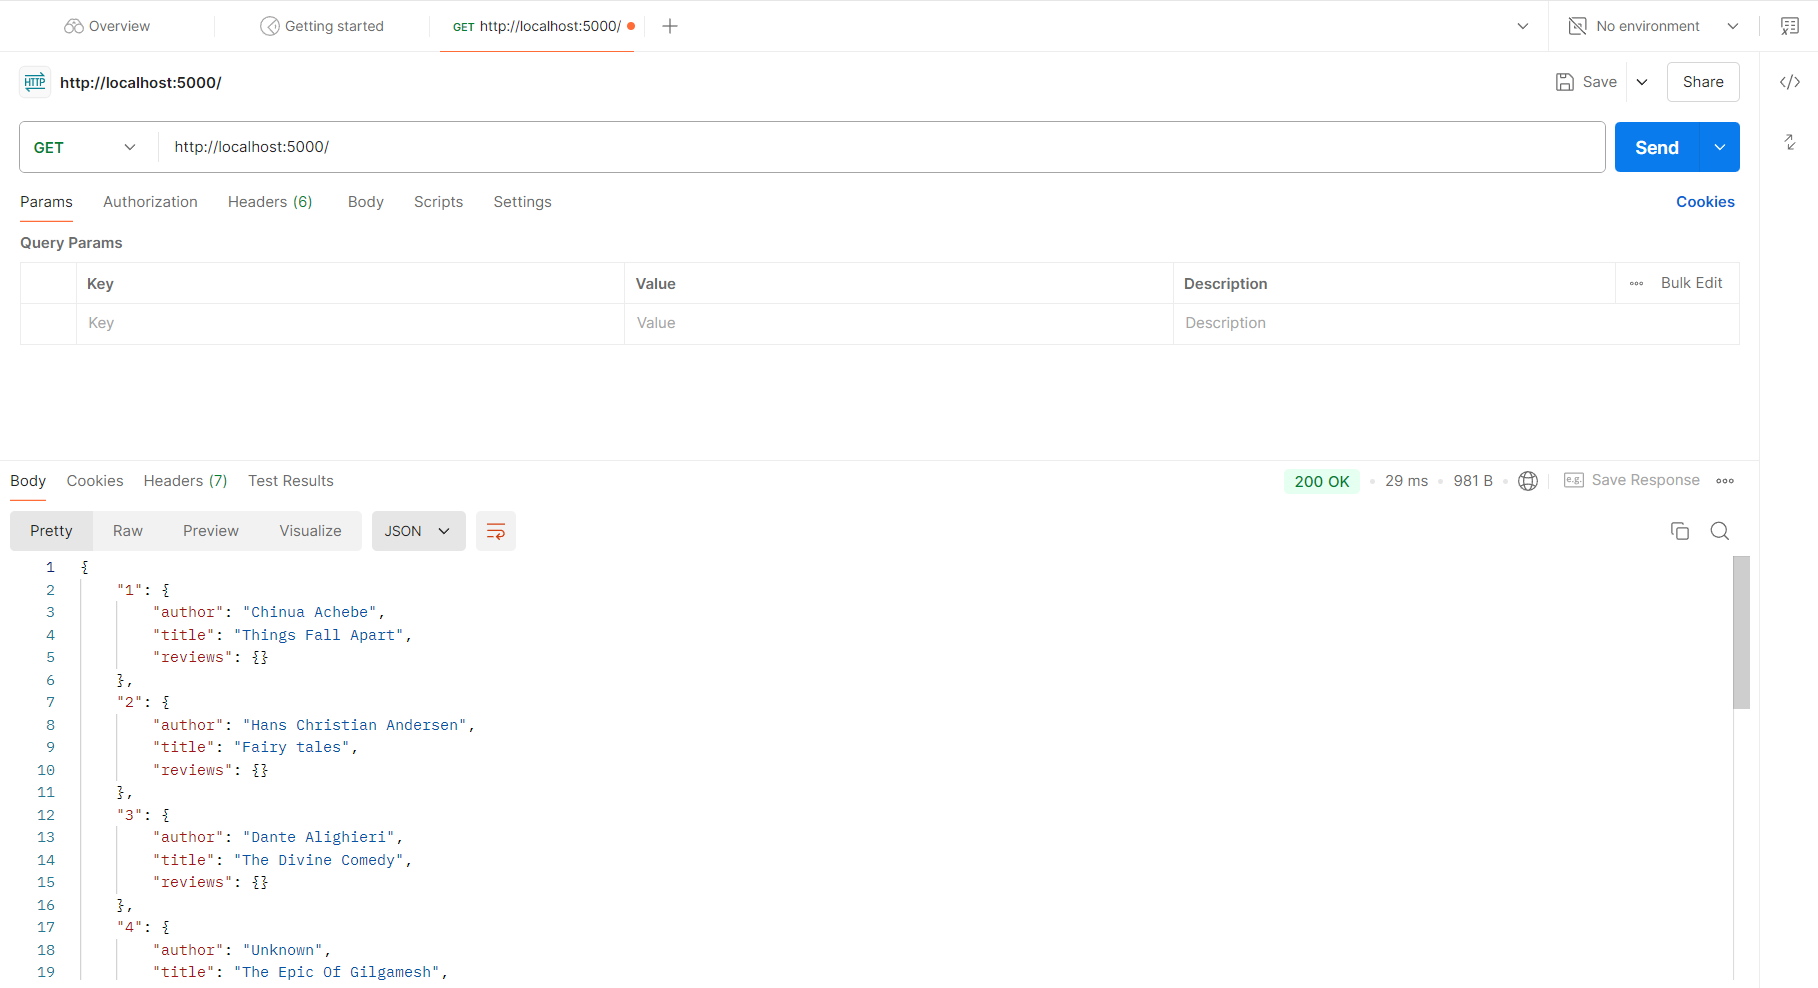 Overview Getting started GET http://localhost:5000/ No environment
HTTP http://localhost:5000/ Save Share
GET http://localhost:5000/ Send
Params Authorization Headers (6) Body Scripts Settings Cookies
Query Params
Key Value Description Bulk Edit
Key Value Description
Body Cookies Headers (7) Test Results 200 OK 29 ms 981 B e.g. Save Response
Pretty Raw Preview Visualize JSON
1 {
2 "1": {
3 "author": "Chinua Achebe",
4 "title": "Things Fall Apart",
5 "reviews": {}
6 },
7 "2": {
8 "author": "Hans Christian Andersen",
9 "title": "Fairy tales",
10 "reviews": {}
11 },
12 "3": {
13 "author": "Dante Alighieri",
14 "title": "The Divine Comedy",
15 "reviews": {}
16 },
17 "4": {
18 "author": "Unknown",
19 "title": "The Epic Of Gilgamesh",